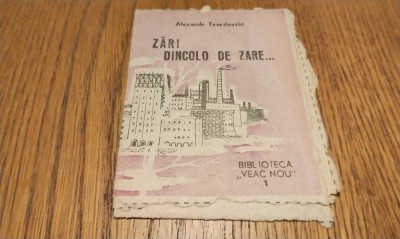 Alexandr Tvardovski
ZĂRI
DINCOLO DE ZARE...
BIBLIOTECA
„VEAC NOU"
1